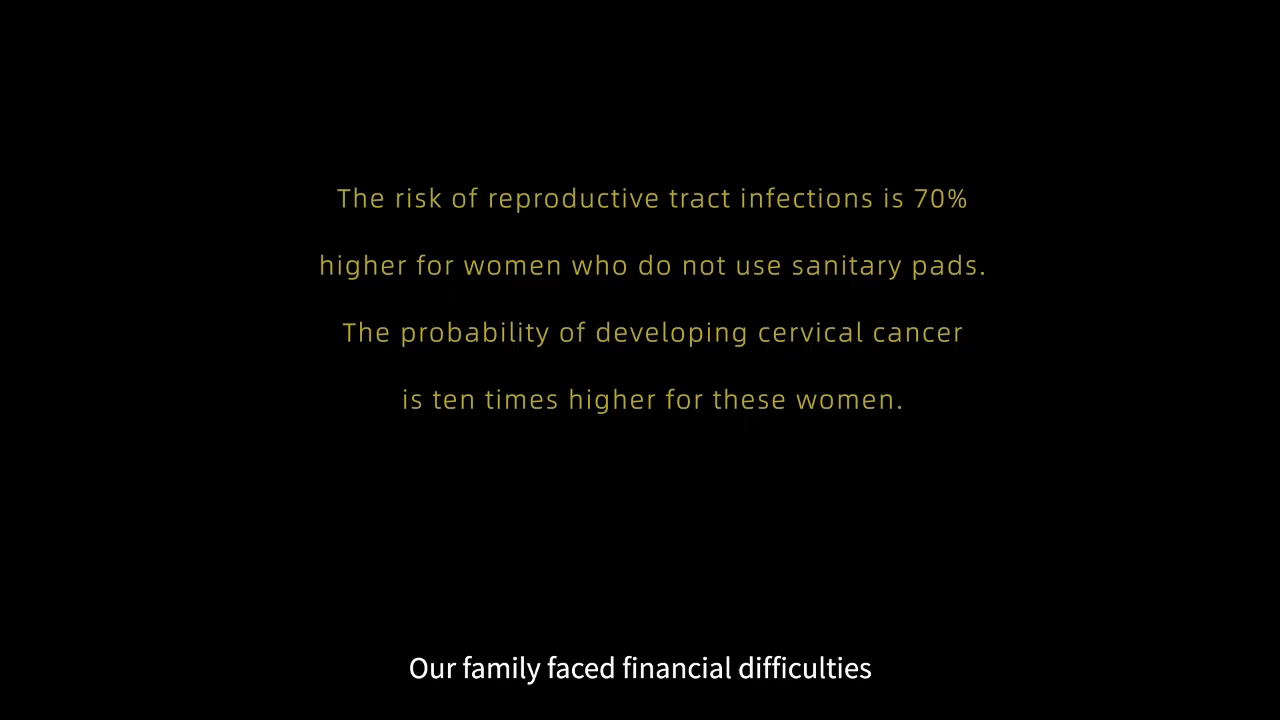 The risk of reproductive tract infections is 70%
higher for women who do not use sanitary pads.
The probability of developing cervical cancer
is ten times higher for these women.
Our family faced financial difficulties